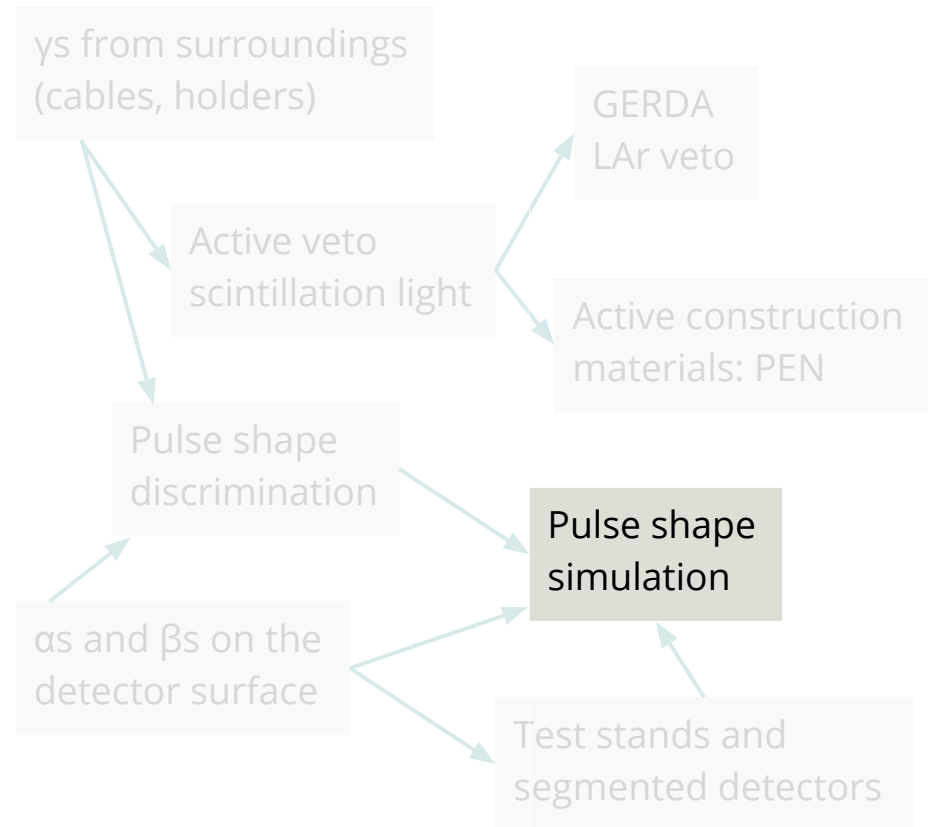 γs from surroundings
(cables, holders)
GERDA
LAr veto
Active veto
scintillation light
Active construction
materials: PEN
Pulse shape
discrimination
Pulse shape
simulation
αs and βs on the
detector surface
Test stands and
segmented detectors